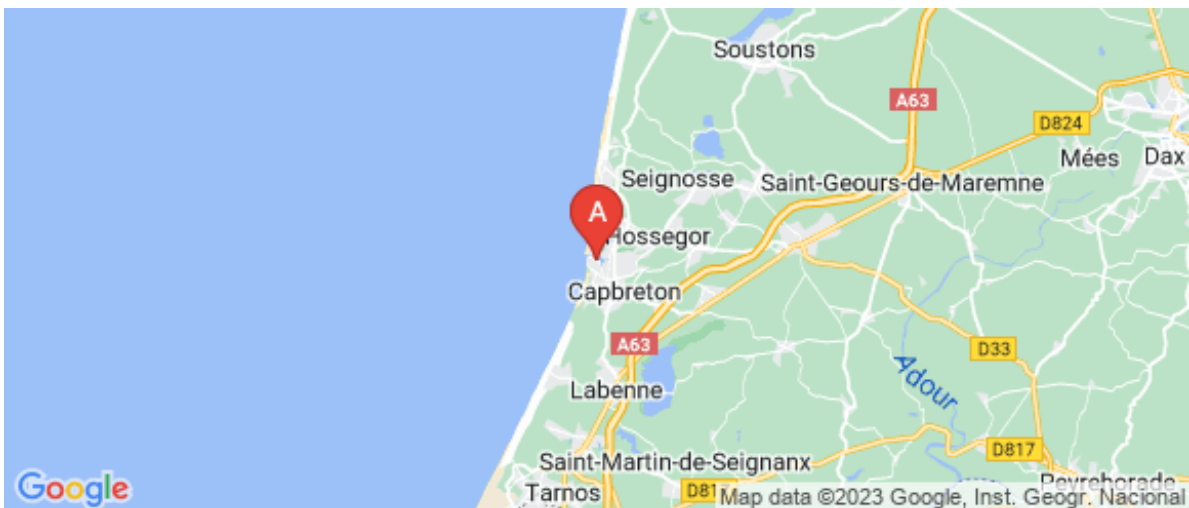 Soustons
A63
D824
Mées
Dax
Seignosse
Saint-Geours-de-Maremne
A
Hossegor
Capbreton
A63
D33
Adour
Labenne
D817
Saint-Martin-de-Seignanx
Peyrehorade
Tarnos
D81
Google
Map data ©2023 Google, Inst. Geogr. Nacional